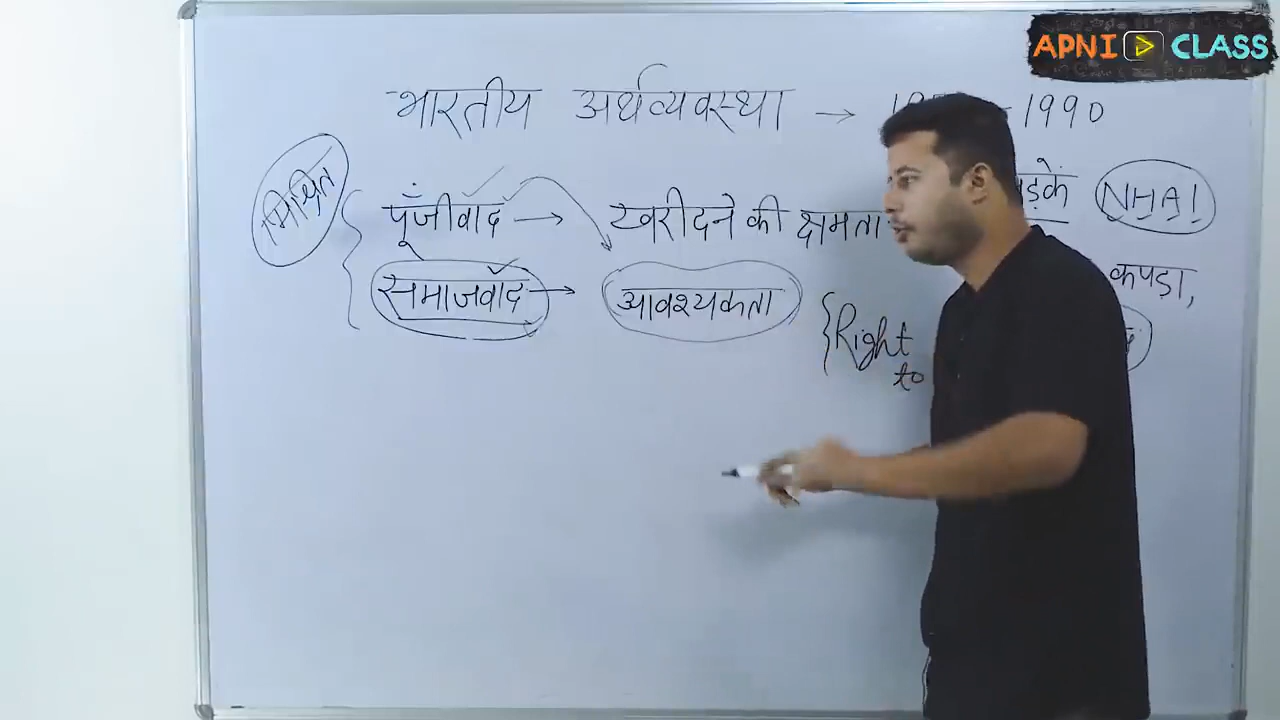 APNI CLASS
भारतीय अर्थव्यवस्था → -1990
मिश्रित
पूँजीवाद → खरीदने की क्षमता
NHAI
समाजवाद → आवश्यकता
कपड़ा,
{Right
to